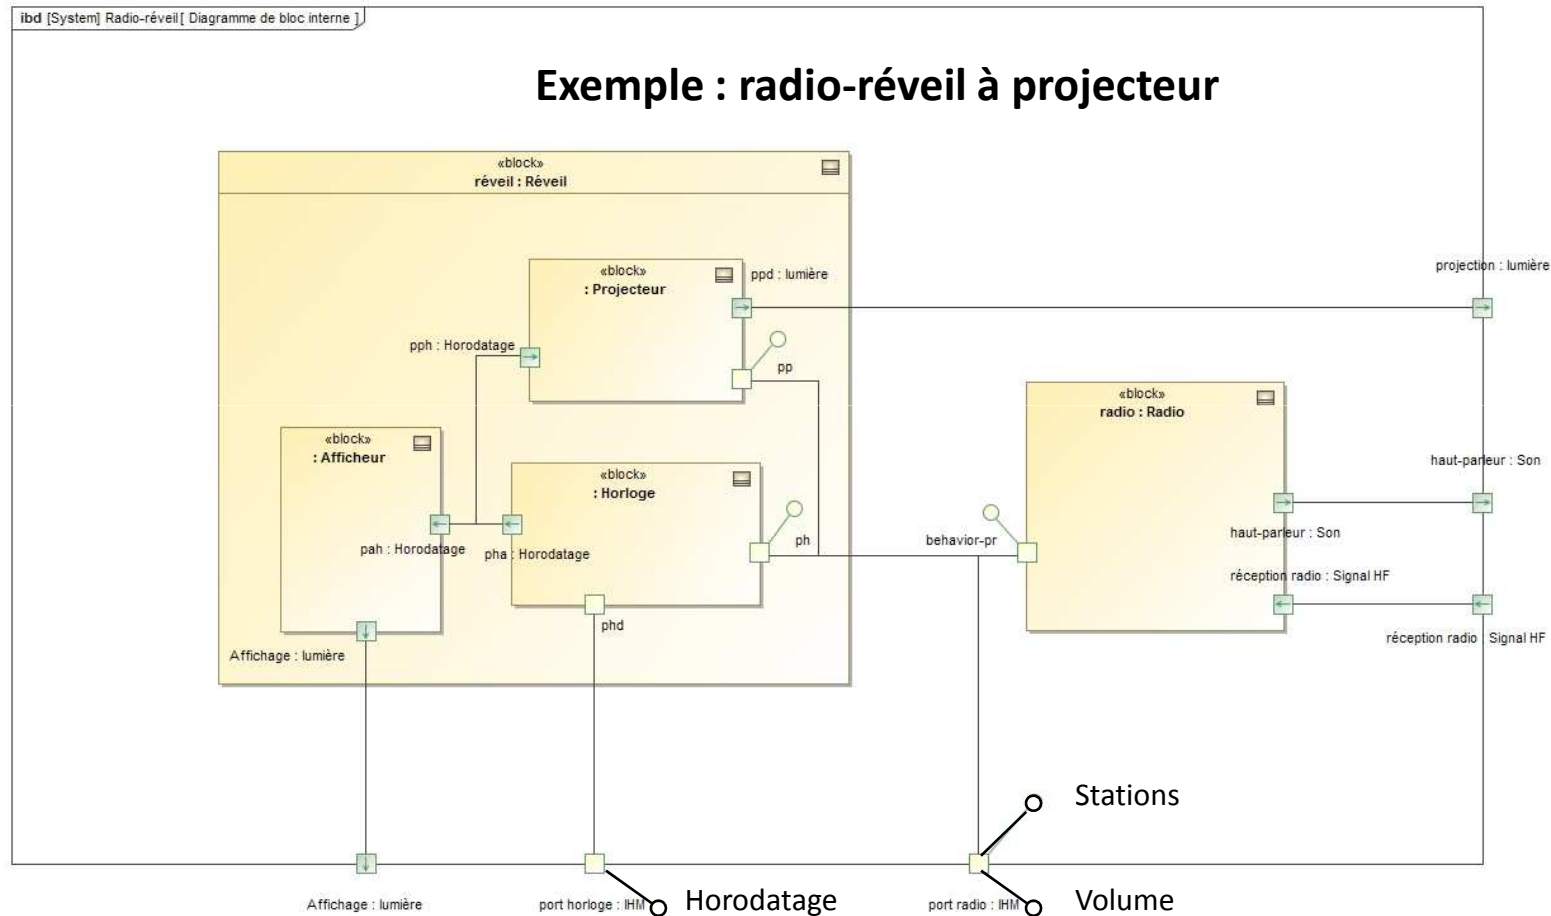 ibd [System] Radio-réveil[ Diagramme de bloc interne ]
Exemple : radio-réveil à projecteur
«block»
réveil : Réveil
«block»
: Projecteur
ppd : lumière
projection : lumière
pph : Horodatage
pp
«block»
radio : Radio
«block»
: Afficheur
«block»
: Horloge
haut-parleur : Son
ph
behavior-pr
haut-parleur : Son
pah : Horodatage
pha : Horodatage
réception radio : Signal HF
phd
réception radio : Signal HF
Affichage : lumière
Stations
Affichage : lumière
port horloge : IHM
Horodatage
port radio : IHM
Volume